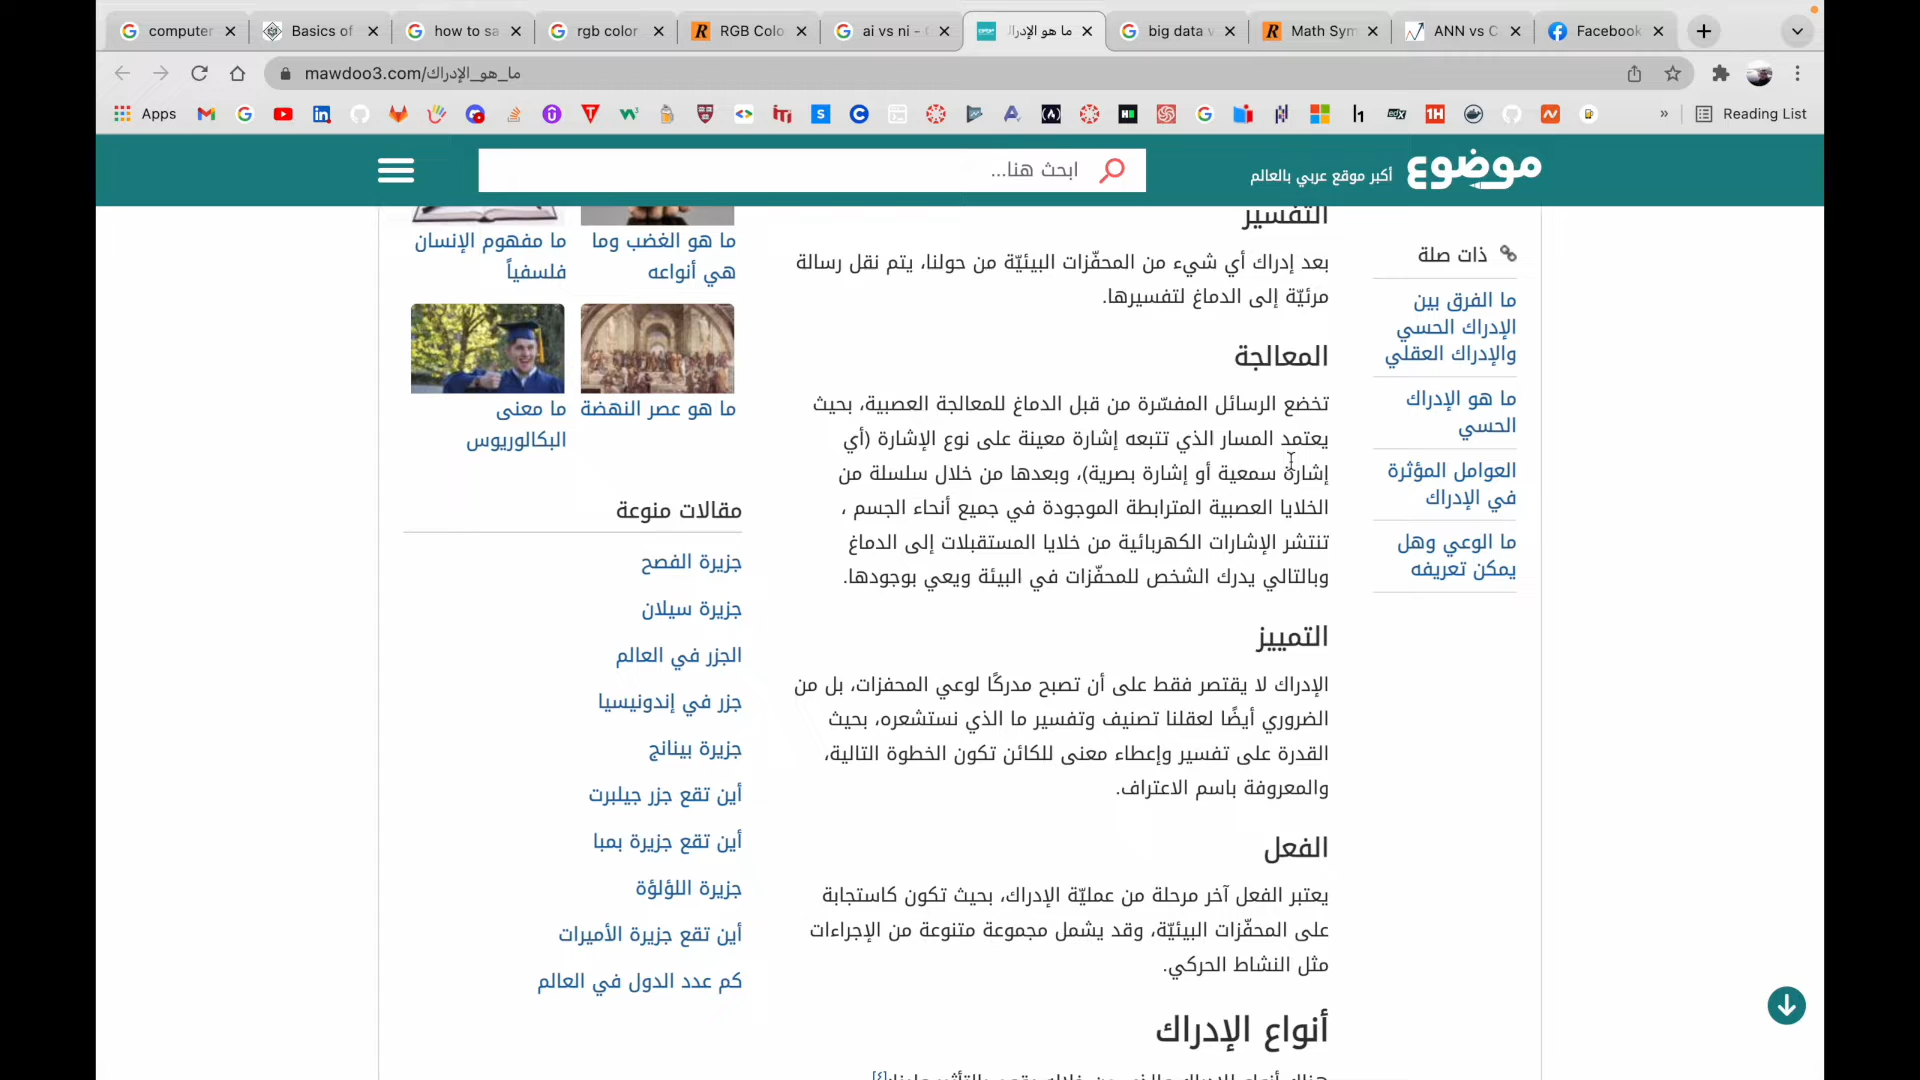 computer
Basics of
how to sa
rgb color
RGB Colo
ai vs ni -
ما هو الإدرا
big data v
Math Sym
ANN vs C
Facebook
mawdoo3.com/ما_هو_الإدراك
Apps
Reading List
موضوع
أكبر موقع عربي بالعالم
ابحث هنا...
ذات صلة
ما الفرق بين
الإدراك الحسي
والإدراك العقلي
ما هو الإدراك
الحسي
العوامل المؤثرة
في الإدراك
ما الوعي وهل
يمكن تعريفه
التفسير
بعد إدراك أي شيء من المحفّزات البيئيّة من حولنا، يتم نقل رسالة
مرئيّة إلى الدماغ لتفسيرها.
المعالجة
تخضع الرسائل المفسّرة من قبل الدماغ للمعالجة العصبية، بحيث
يعتمد المسار الذي تتبعه إشارة معينة على نوع الإشارة (أي
إشارة سمعية أو إشارة بصرية)، وبعدها من خلال سلسلة من
الخلايا العصبية المترابطة الموجودة في جميع أنحاء الجسم ،
تنتشر الإشارات الكهربائية من خلايا المستقبلات إلى الدماغ
وبالتالي يدرك الشخص للمحفّزات في البيئة ويعي بوجودها.
التمييز
الإدراك لا يقتصر فقط على أن تصبح مدركًا لوعي المحفزات، بل من
الضروري أيضًا لعقلنا تصنيف وتفسير ما الذي نستشعره، بحيث
القدرة على تفسير وإعطاء معنى للكائن تكون الخطوة التالية،
والمعروفة باسم الاعتراف.
الفعل
يعتبر الفعل آخر مرحلة من عمليّة الإدراك، بحيث تكون كاستجابة
على المحفّزات البيئيّة، وقد يشمل مجموعة متنوعة من الإجراءات
مثل النشاط الحركي.
أنواع الإدراك
ما هو الغضب وما
هي أنواعه
ما مفهوم الإنسان
فلسفياً
ما هو عصر النهضة
ما معنى
البكالوريوس
مقالات منوعة
جزيرة الفصح
جزيرة سيلان
الجزر في العالم
جزر في إندونيسيا
جزيرة بينانج
أين تقع جزر جيلبرت
أين تقع جزيرة بمبا
جزيرة اللؤلؤة
أين تقع جزيرة الأميرات
كم عدد الدول في العالم